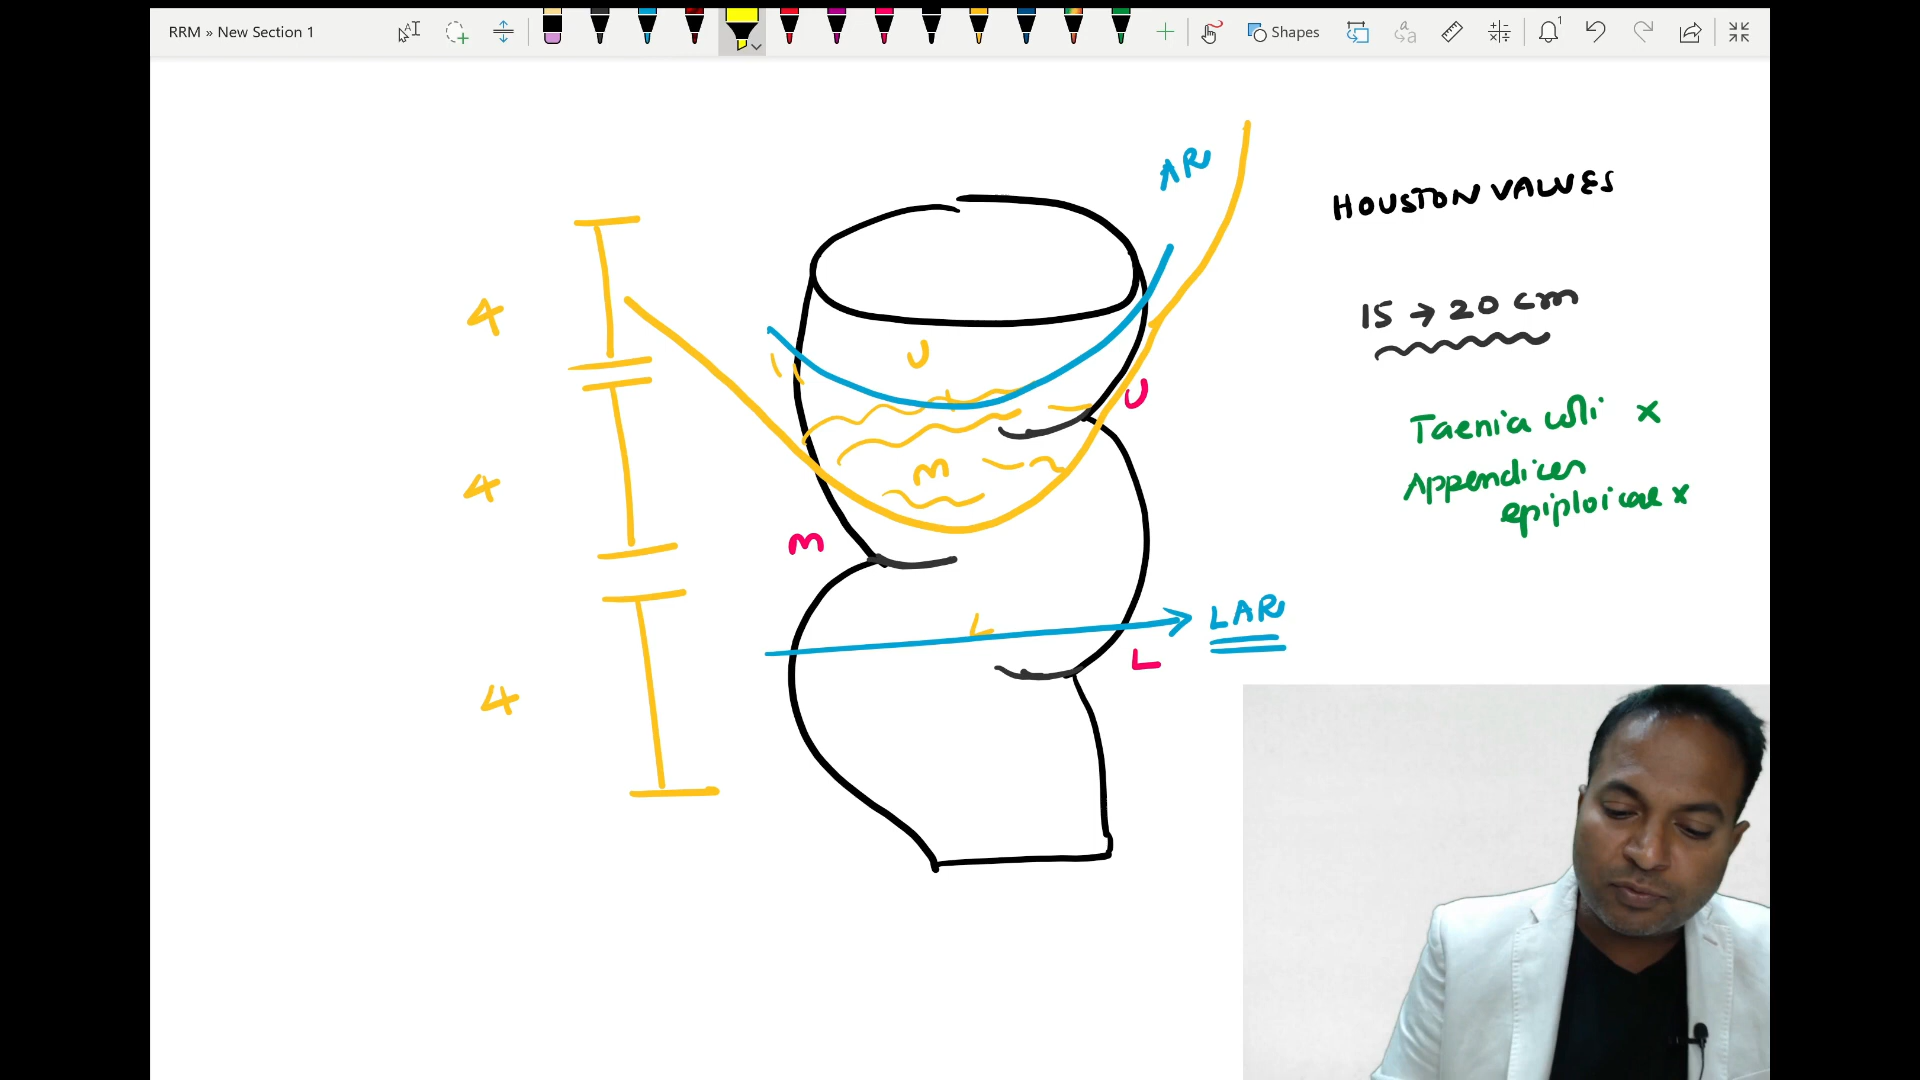 RRM » New Section 1
Shapes
1
AR
HOUSTON VALVES
15 → 20 cm
4
U
U
Taenia coli x
m
4
Appendices
epiploicae x
m
L
LAR
L
4